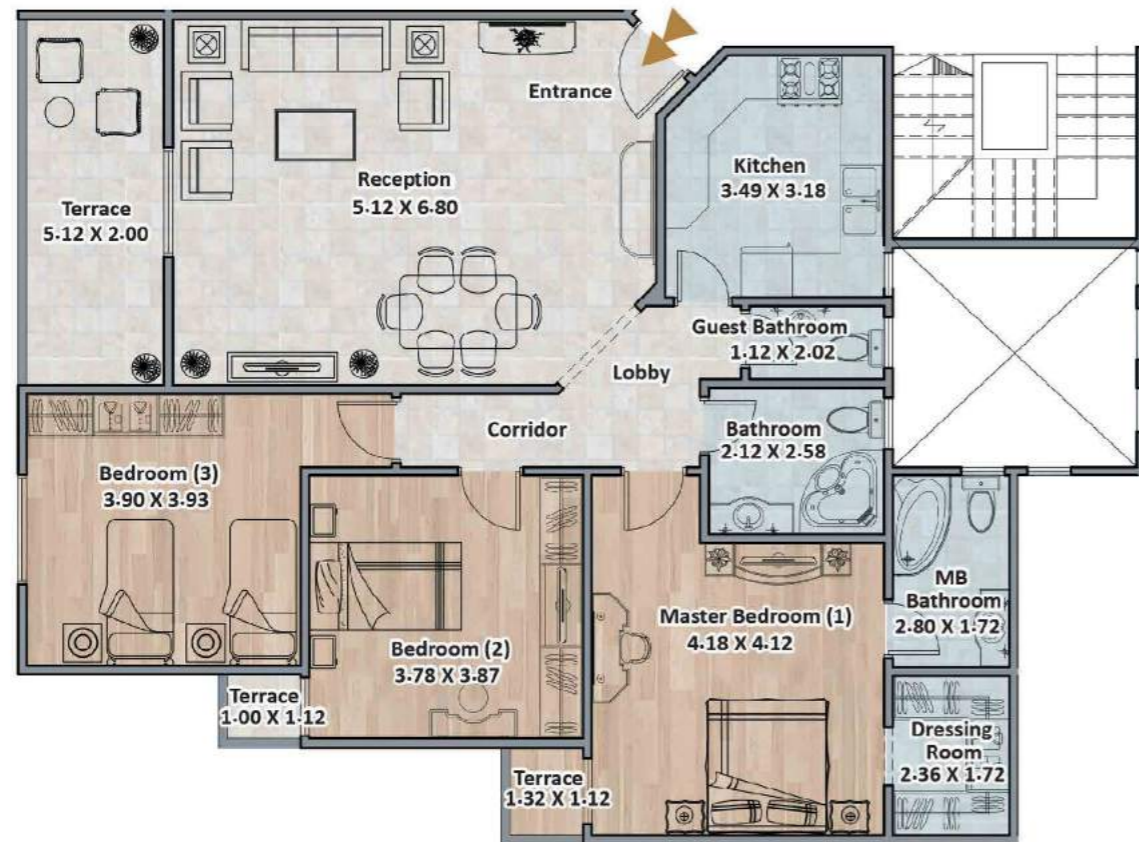 Entrance
Kitchen
3.49 X 3.18
Reception
5.12 X 6.80
Terrace
5.12 X 2.00
Guest Bathroom
1.12 X 2.02
Lobby
Corridor
Bathroom
2.12 X 2.58
Bedroom (3)
3.90 X 3.93
MB
Bathroom
2.80 X 1.72
Master Bedroom (1)
4.18 X 4.12
Bedroom (2)
3.78 X 3.87
Terrace
1.00 X 1.12
Dressing
Room
2.36 X 1.72
Terrace
1.32 X 1.12